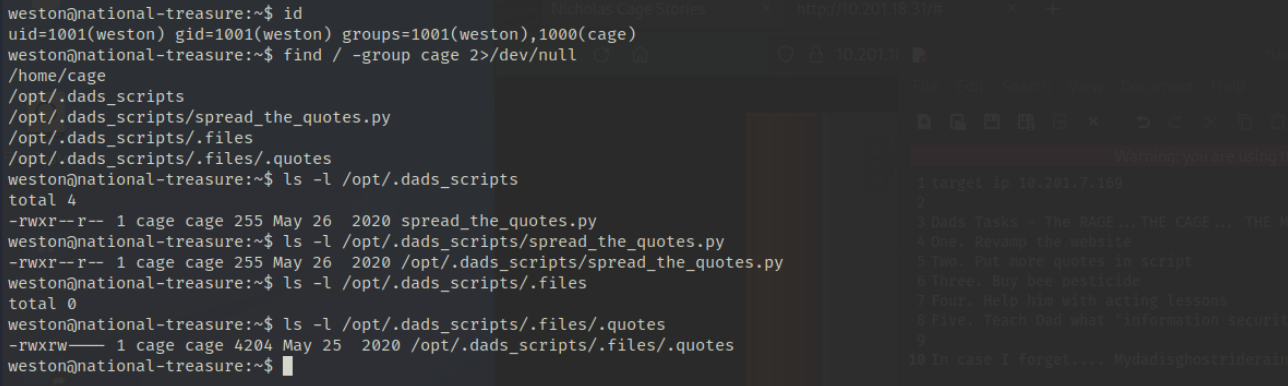 weston@national-treasure:~$ id
uid=1001(weston) gid=1001(weston) groups=1001(weston),1000(cage)
weston@national-treasure:~$ find / -group cage 2>/dev/null
/home/cage
/opt/.dads_scripts
/opt/.dads_scripts/spread_the_quotes.py
/opt/.dads_scripts/.files
/opt/.dads_scripts/.files/.quotes
weston@national-treasure:~$ ls -l /opt/.dads_scripts
total 4
-rwxr--r-- 1 cage cage 255 May 26  2020 spread_the_quotes.py
weston@national-treasure:~$ ls -l /opt/.dads_scripts/spread_the_quotes.py
-rwxr--r-- 1 cage cage 255 May 26  2020 /opt/.dads_scripts/spread_the_quotes.py
weston@national-treasure:~$ ls -l /opt/.dads_scripts/.files
total 0
weston@national-treasure:~$ ls -l /opt/.dads_scripts/.files/.quotes
-rwxrw---- 1 cage cage 4204 May 25  2020 /opt/.dads_scripts/.files/.quotes
weston@national-treasure:~$
Nicholas Cage Stories
http://10.201.18.31/#
10.201.1
File Edit Search View Document Help
Warning: you are using t
1 target ip 10.201.7.169
2
3 Dads Tasks - The RAGE...THE CAGE... THE M
4 One. Revamp the website
5 Two. Put more quotes in script
6 Three. Buy bee pesticide
7 Four. Help him with acting lessons
8 Five. Teach Dad what "information securit
9
10 In case I forget.... Mydadisghostriderain